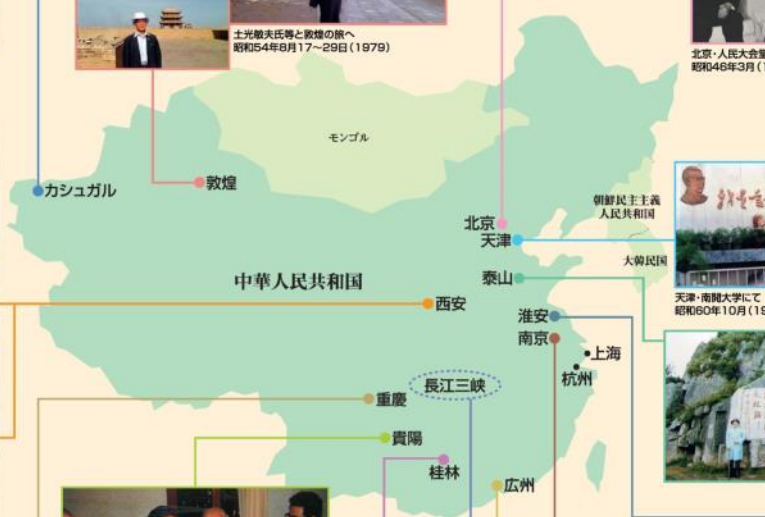 土光敏夫氏等と敦煌の旅へ
昭和54年8月17〜29日(1979)
北京・人民大会堂
昭和46年3月(1
モンゴル
カシュガル
敦煌
朝鮮民主主義
人民共和国
北京
天津
大韓民国
中華人民共和国
泰山
天津・南開大学にて
昭和60年10月(19
西安
淮安
南京
上海
杭州
長江三峡
重慶
貴陽
桂林
広州